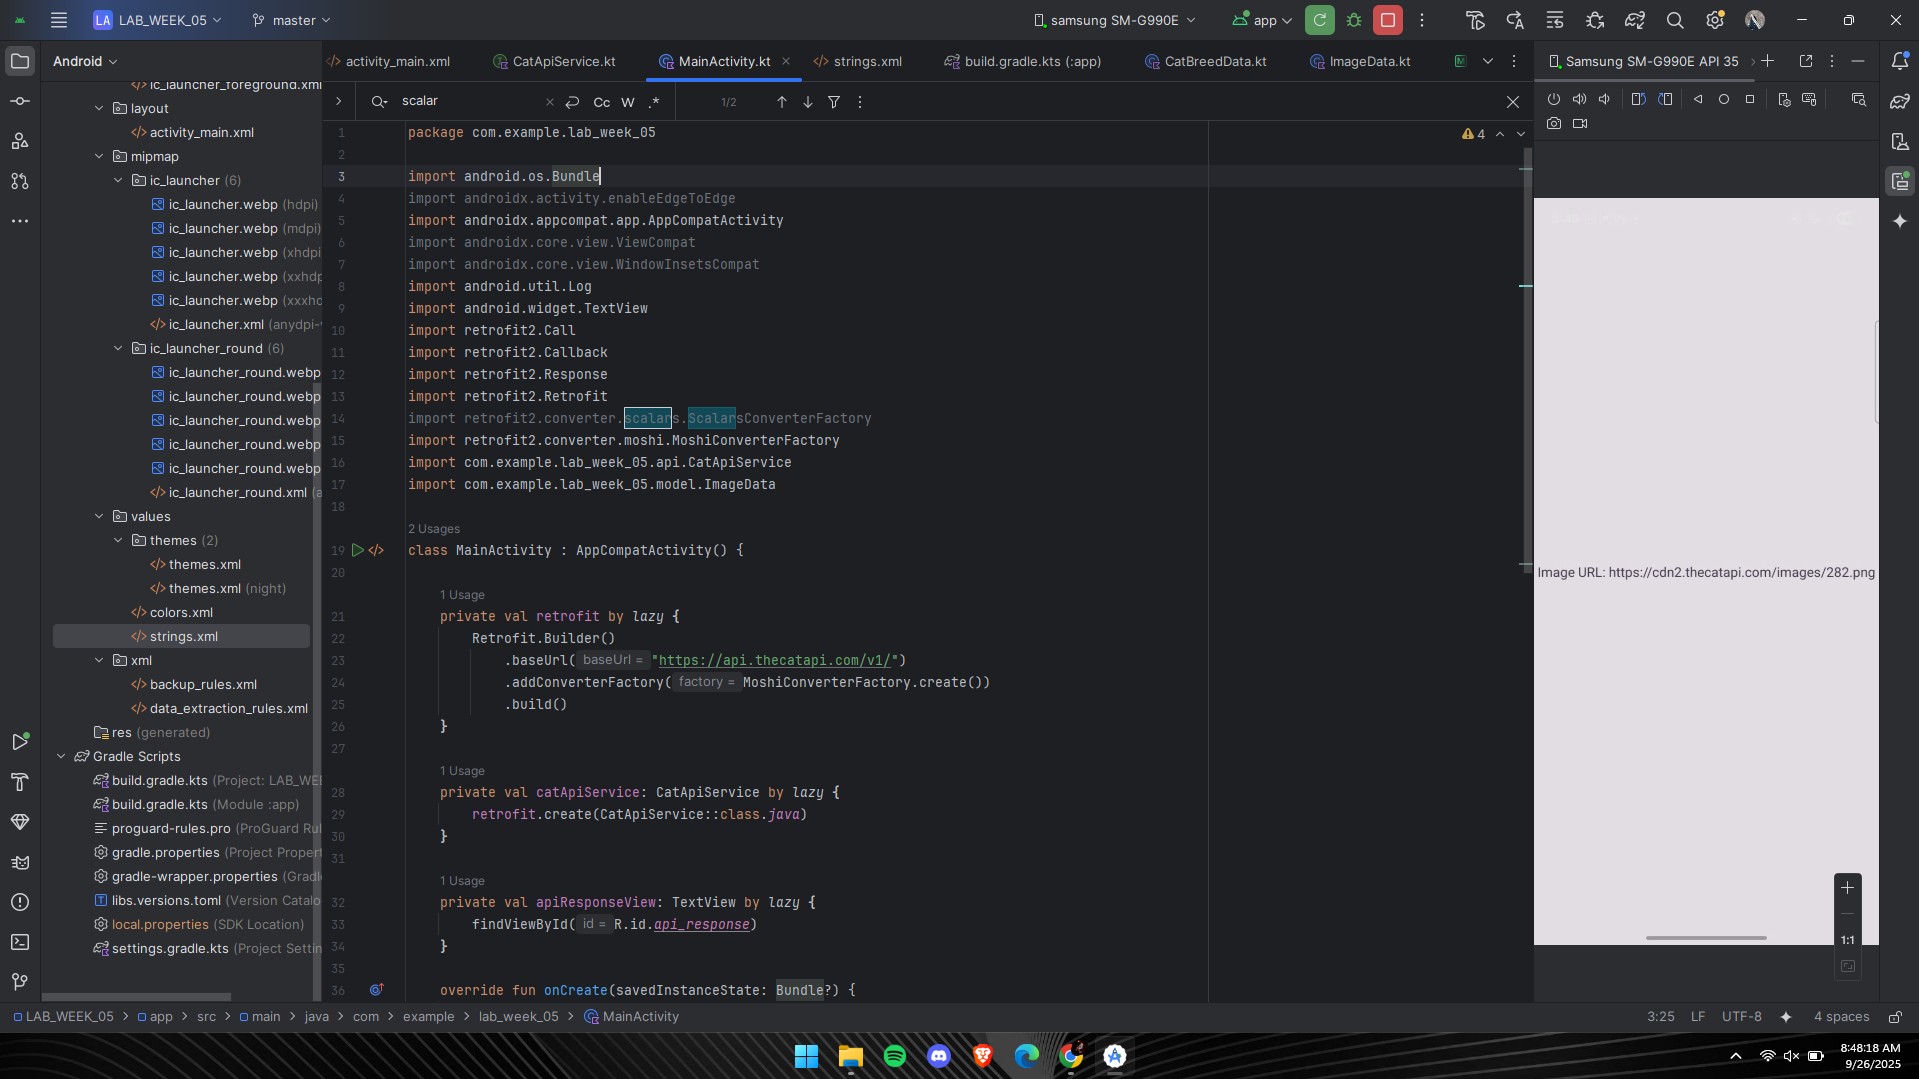 LA LAB_WEEK_05
master
samsung SM-G990E
app
Android
activity_main.xml
CatApiService.kt
MainActivity.kt
strings.xml
build.gradle.kts (:app)
CatBreedData.kt
ImageData.kt
M
Samsung SM-G990E API 35
scalar
Cc W .*
1/2
ic_launcher_foreground.xml
layout
activity_main.xml
mipmap
ic_launcher (6)
ic_launcher.webp (hdpi)
ic_launcher.webp (mdpi)
ic_launcher.webp (xhdpi
ic_launcher.webp (xxhdp
ic_launcher.webp (xxxhd
ic_launcher.xml (anydpi-
ic_launcher_round (6)
ic_launcher_round.webp
ic_launcher_round.webp
ic_launcher_round.webp
ic_launcher_round.webp
ic_launcher_round.webp
ic_launcher_round.xml (a
values
themes (2)
themes.xml
themes.xml (night)
colors.xml
strings.xml
xml
backup_rules.xml
data_extraction_rules.xml
res (generated)
Gradle Scripts
build.gradle.kts (Project: LAB_WE
build.gradle.kts (Module :app)
proguard-rules.pro (ProGuard Rul
gradle.properties (Project Propert
gradle-wrapper.properties (Gradl
libs.versions.toml (Version Catalo
local.properties (SDK Location)
settings.gradle.kts (Project Settin
4
1 package com.example.lab_week_05
2
3 import android.os.Bundle
4 import androidx.activity.enableEdgeToEdge
5 import androidx.appcompat.app.AppCompatActivity
6 import androidx.core.view.ViewCompat
7 import androidx.core.view.WindowInsetsCompat
8 import android.util.Log
9 import android.widget.TextView
10 import retrofit2.Call
11 import retrofit2.Callback
12 import retrofit2.Response
13 import retrofit2.Retrofit
14 import retrofit2.converter.scalars.ScalarsConverterFactory
15 import retrofit2.converter.moshi.MoshiConverterFactory
16 import com.example.lab_week_05.api.CatApiService
17 import com.example.lab_week_05.model.ImageData
18
2 Usages
19 class MainActivity : AppCompatActivity() {
20
1 Usage
21 private val retrofit by lazy {
22 Retrofit.Builder()
23 .baseUrl( baseUrl = "https://api.thecatapi.com/v1/")
24 .addConverterFactory( factory = MoshiConverterFactory.create())
25 .build()
26 }
27
1 Usage
28 private val catApiService: CatApiService by lazy {
29 retrofit.create(CatApiService::class.java)
30 }
31
1 Usage
32 private val apiResponseView: TextView by lazy {
33 findViewById( id = R.id.api_response)
34 }
35
36 override fun onCreate(savedInstanceState: Bundle?) {
Image URL: https://cdn2.thecatapi.com/images/282.png
1:1
LAB_WEEK_05 > app > src > main > java > com > example > lab_week_05 > MainActivity
3:25 LF UTF-8 4 spaces
8:48:18 AM
9/26/2025